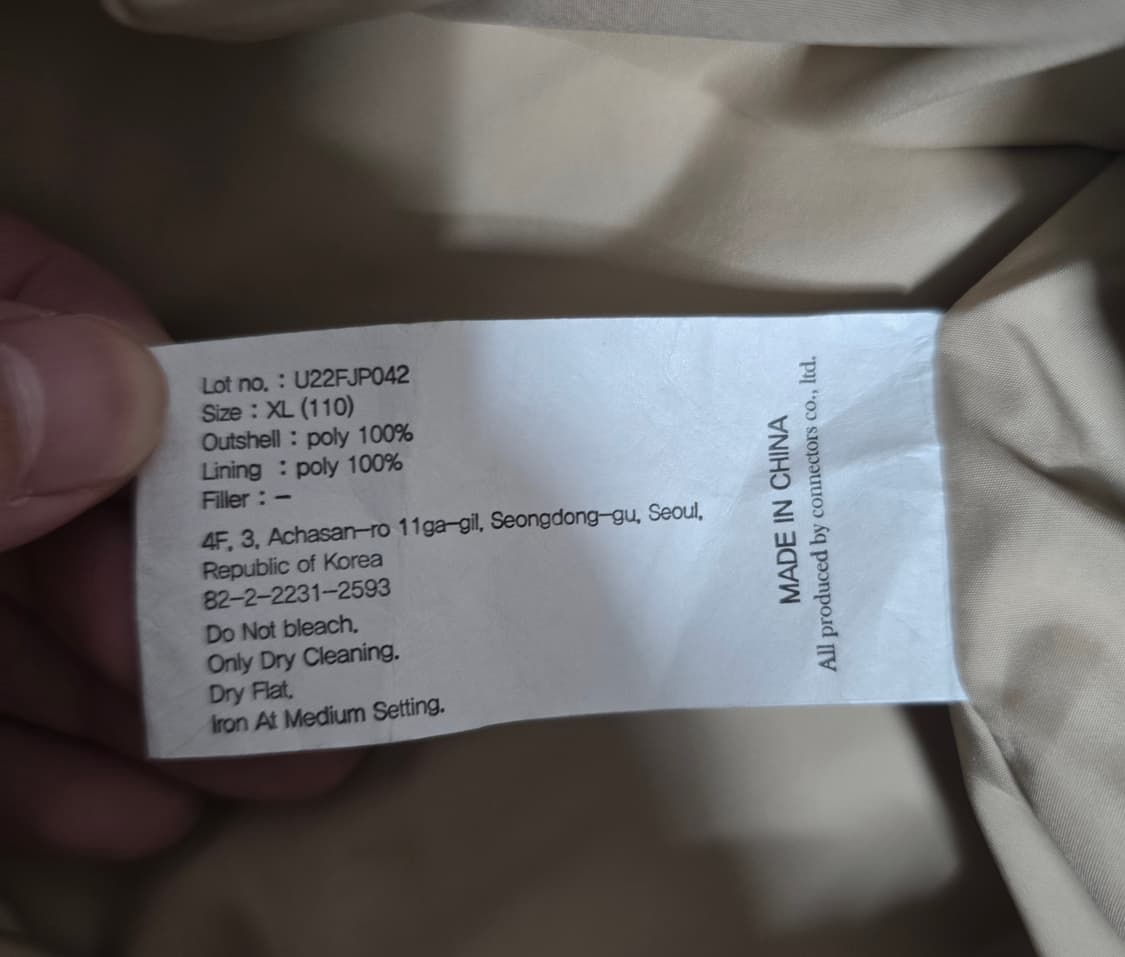 Lot no. : U22FJP042
Size : XL (110)
Outshell : poly 100%
Lining : poly 100%
Filler : –
4F, 3, Achasan–ro 11ga–gil, Seongdong–gu, Seoul,
Republic of Korea
82–2–2231–2593
Do Not bleach.
Only Dry Cleaning.
Dry Flat.
Iron At Medium Setting.
MADE IN CHINA
All produced by connectors co., ltd.